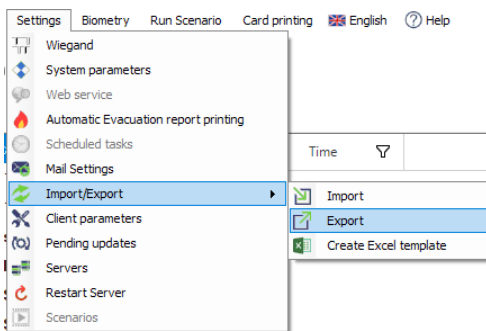 Settings Biometry Run Scenario Card printing English Help
Wiegand
System parameters
Web service
Automatic Evacuation report printing
Scheduled tasks
Time
Mail Settings
Import/Export
Import
Client parameters
Export
Pending updates
Create Excel template
Servers
Restart Server
Scenarios